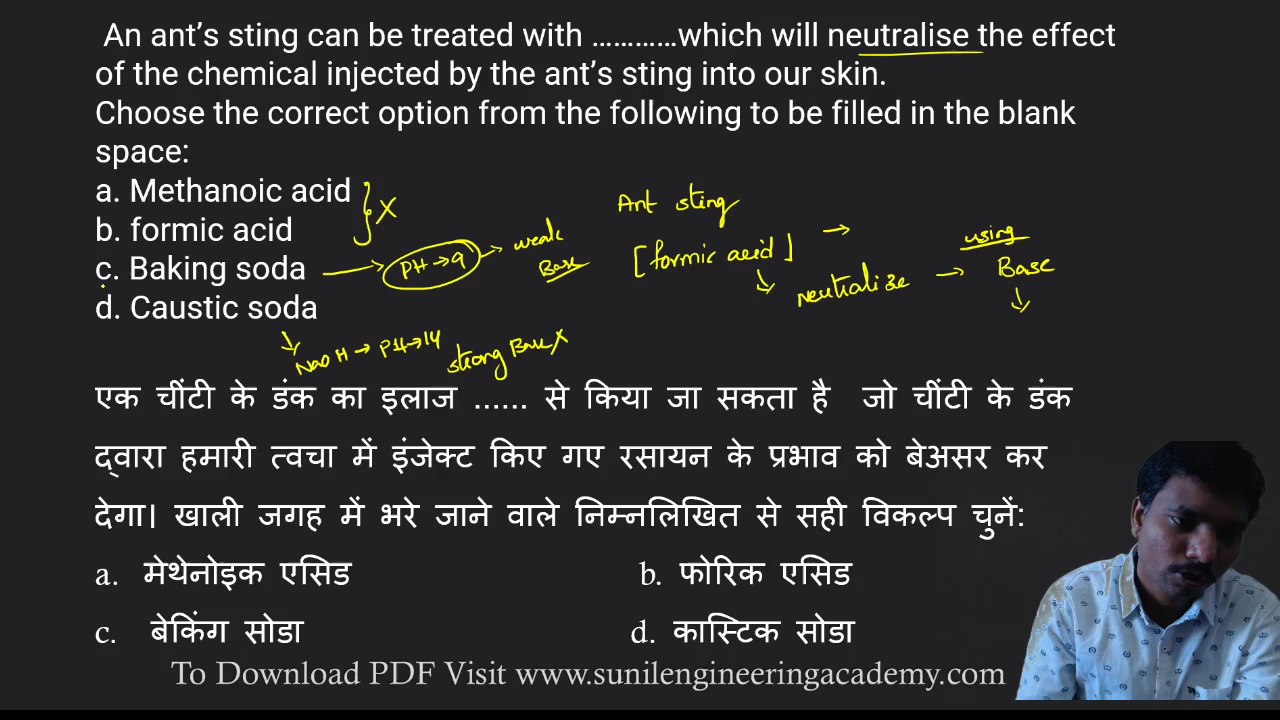 An ant's sting can be treated with ............which will neutralise the effect
of the chemical injected by the ant's sting into our skin.
Choose the correct option from the following to be filled in the blank
space:
a. Methanoic acid
b. formic acid
X
c. Baking soda
PH → 9 → weak
Base
d. Caustic soda
NaOH → PH → 14 strong Base X
Ant sting
[formic acid] →
neutralize → using
Base
एक चींटी के डंक का इलाज ...... से किया जा सकता है जो चींटी के डंक
द्वारा हमारी त्वचा में इंजेक्ट किए गए रसायन के प्रभाव को बेअसर कर
देगा। खाली जगह में भरे जाने वाले निम्नलिखित से सही विकल्प चुनें:
a. मेथेनोइक एसिड b. फोरिक एसिड
c. बेकिंग सोडा d. कास्टिक सोडा
To Download PDF Visit www.sunilengineeringacademy.com